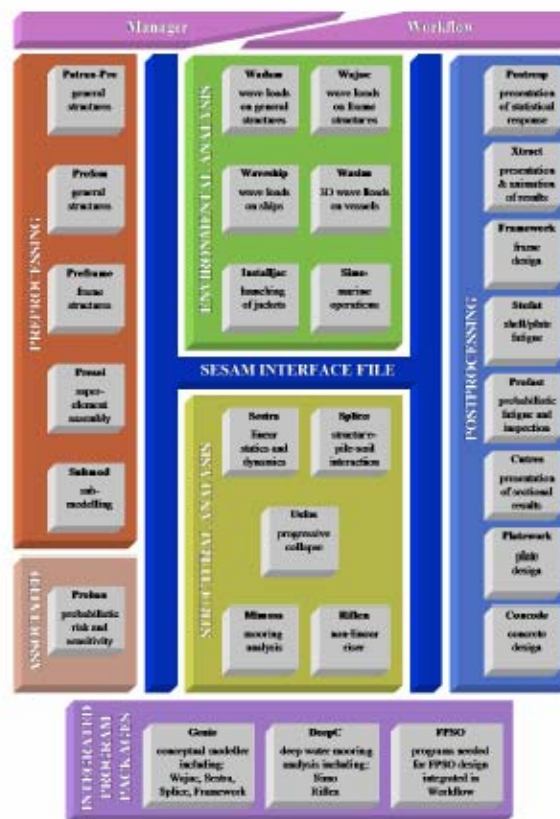 Manager
Workflow
PREPROCESSING
Patran-Pre
general
structures
Prefem
general
structures
Preframe
frame
structures
Presel
super-
element
assembly
Submod
sub-
modelling
ASSOCIATED
Proban
probabilistic
risk and
sensitivity
ENVIRONMENTAL ANALYSIS
Wadam
wave loads
on general
structures
Wajac
wave loads
on frame
structures
Waveship
wave loads
on ships
Wasim
3D wave loads
on vessels
Installjac
launching
of jackets
Simo
marine
operations
SESAM INTERFACE FILE
STRUCTURAL ANALYSIS
Sestra
linear
statics and
dynamics
Splice
structure-
pile-soil
interaction
Usfos
progressive
collapse
Mimosa
mooring
analysis
Riflex
non-linear
riser
POSTPROCESSING
Postresp
presentation
of statistical
response
Xtract
presentation
& animation
of results
Framework
frame
design
Stofat
shell/plate
fatigue
Profast
probabilistic
fatigue and
inspection
Cutres
presentation
of sectional
results
Platework
plate
design
Concode
concrete
design
INTEGRATED
PROGRAM
PACKAGES
Genie
conceptual modeller
including:
Wajac, Sestra,
Splice, Framework
DeepC
deep water mooring
analysis including:
Simo
Riflex
FPSO
programs needed
for FPSO design
integrated in
Workflow